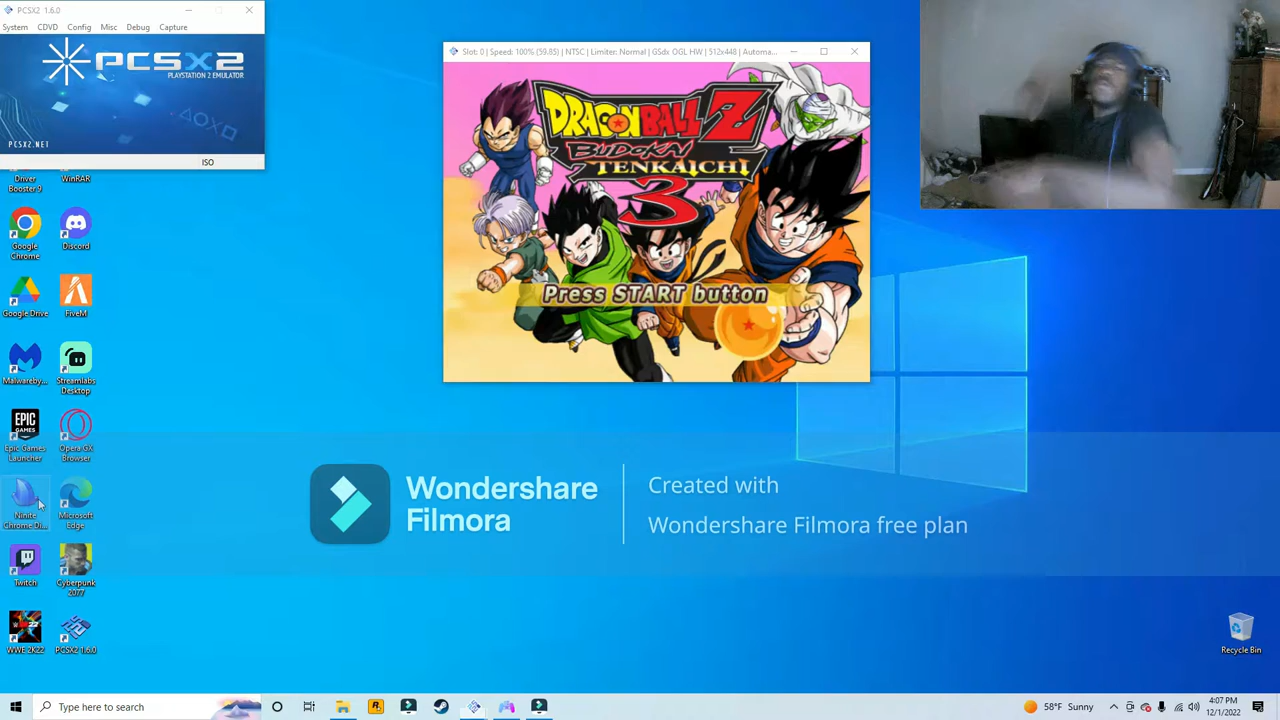 PCSX2 1.6.0
System CDVD Config Misc Debug Capture
PCSX2
PLAYSTATION 2 EMULATOR
PCSX2.NET
ISO
Slot: 0 | Speed: 100% (59.85) | NTSC | Limiter: Normal | GSdx OGL HW | 512x448 | Automa...
DRAGON BALL Z
BUDOKAI
TENKAICHI
3
Press START button
Driver
Booster 9
WinRAR
Google
Chrome
Discord
Google Drive
FiveM
Malwareby...
Streamlabs
Desktop
EPIC
GAMES
Epic Games
Launcher
Opera GX
Browser
Ninite
Chrome Di...
Microsoft
Edge
Twitch
Cyberpunk
2077
WWE 2K22
PCSX2 1.6.0
Wondershare
Filmora
Created with
Wondershare Filmora free plan
Recycle Bin
Type here to search
58°F Sunny
4:07 PM
12/1/2022